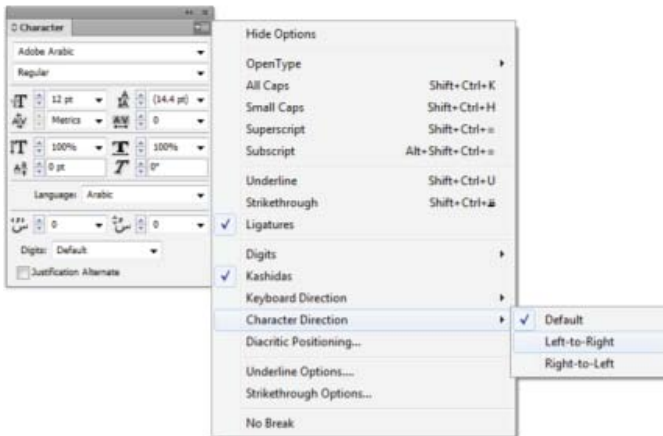 Character
Adobe Arabic
Regular
12 pt (14.4 pt)
Metrics 0
100% 100%
0 pt 0°
Language: Arabic
0 0
Digits: Default
Justification Alternate
Hide Options
OpenType
All Caps Shift+Ctrl+K
Small Caps Shift+Ctrl+H
Superscript Shift+Ctrl+=
Subscript Alt+Shift+Ctrl+=
Underline Shift+Ctrl+U
Strikethrough Shift+Ctrl+
Ligatures
Digits
Kashidas
Keyboard Direction
Character Direction
Diacritic Positioning...
Underline Options....
Strikethrough Options...
No Break
Default
Left-to-Right
Right-to-Left